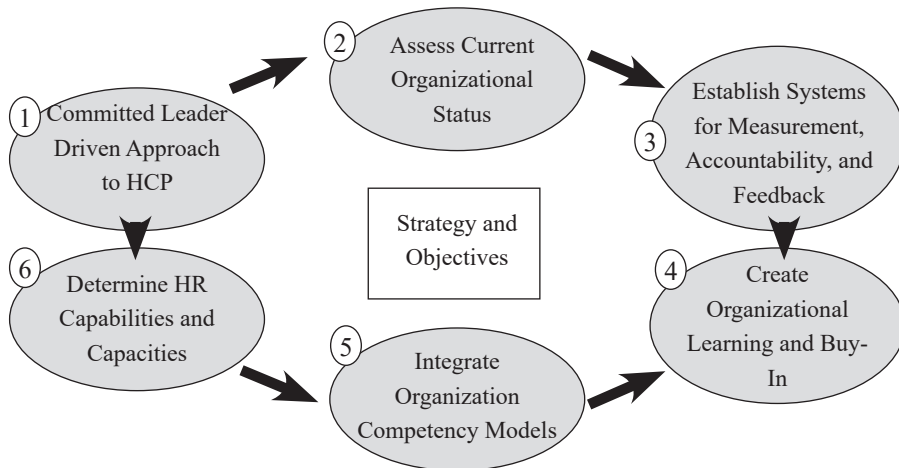 1
Committed Leader
Driven Approach
to HCP
2
Assess Current
Organizational
Status
3
Establish Systems
for Measurement,
Accountability, and
Feedback
Strategy and
Objectives
6
Determine HR
Capabilities and
Capacities
5
Integrate
Organization
Competency Models
4
Create
Organizational
Learning and Buy-
In